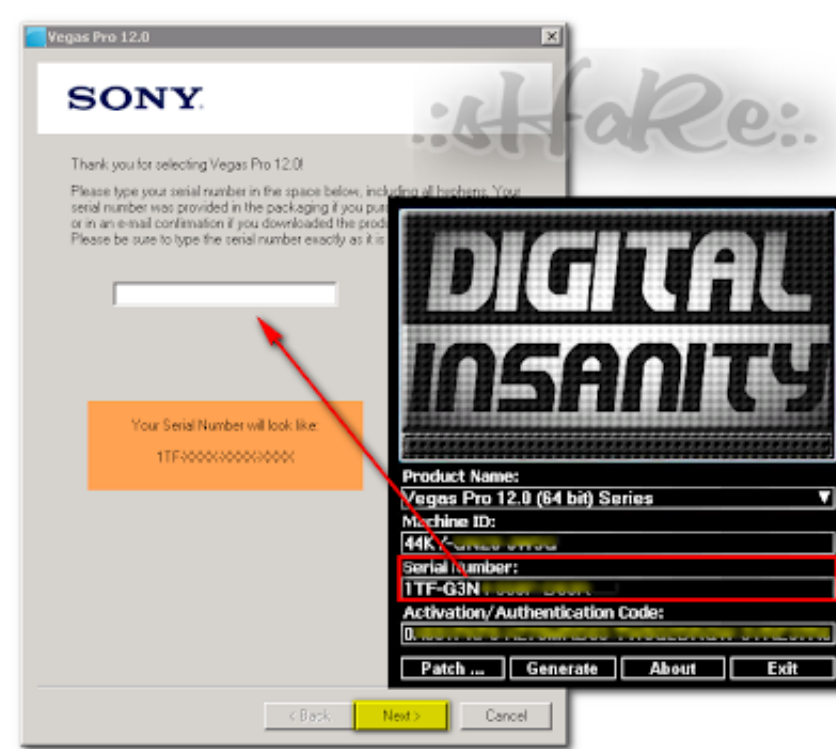 Vegas Pro 12.0
SONY
.:sHaRe:.
Thank you for selecting Vegas Pro 12.0!
Please type your serial number in the space below, including all hyphens. Your
serial number was provided in the packaging if you
or in an e-mail confirmation if you downloaded the
Please be sure to type the serial number exactly as it is
Your Serial Number will look like:
1TF-XXXX-XXXX-XXXX
< Back
Next >
Cancel
DIGITAL
INSANITY
Product Name:
Vegas Pro 12.0 (64 bit) Series
Machine ID:
Serial Number:
1TF-G3N
Activation/Authentication Code:
Patch ...
Generate
About
Exit